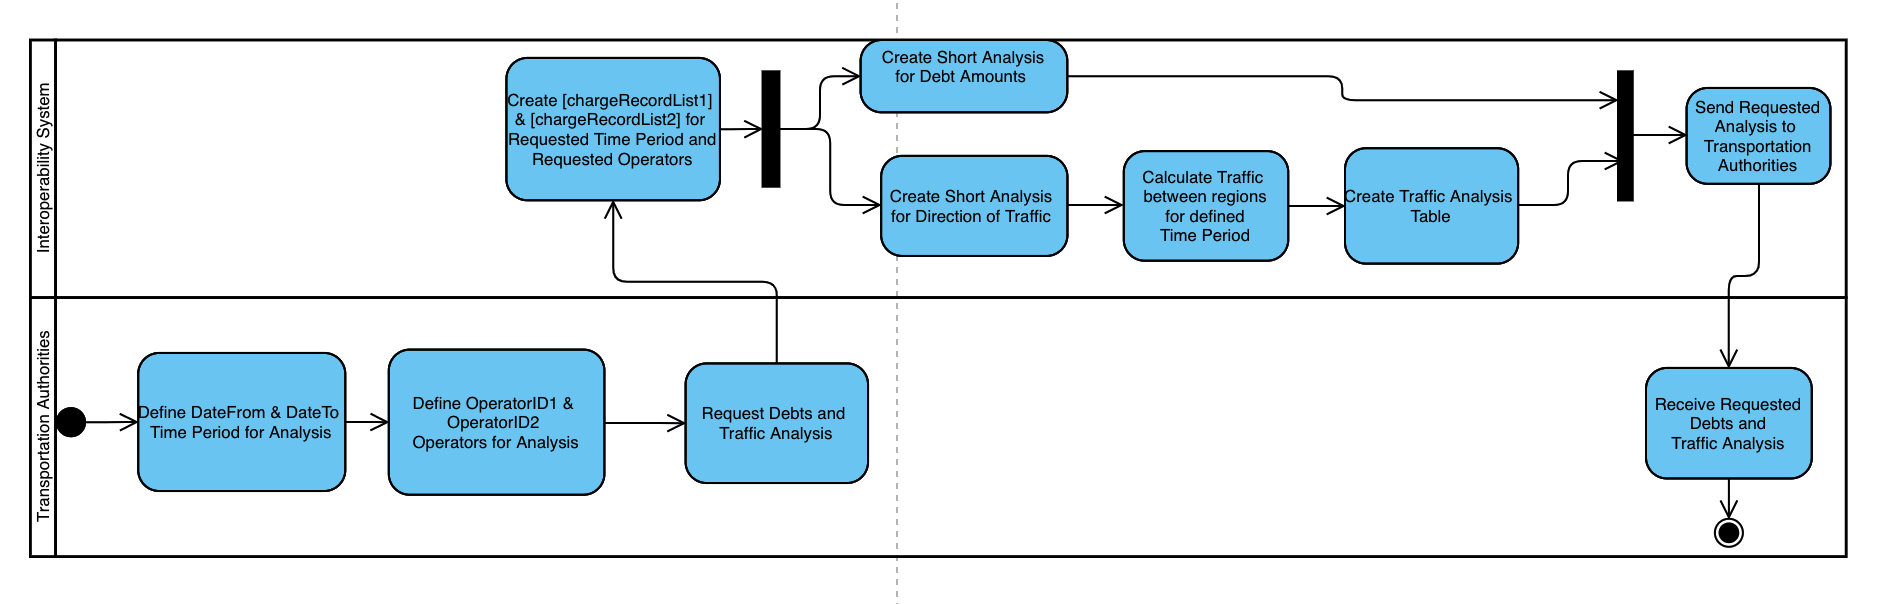 Interoperability System
Create [chargeRecordList1]
& [chargeRecordList2] for
Requested Time Period and
Requested Operators
Create Short Analysis
for Debt Amounts
Create Short Analysis
for Direction of Traffic
Calculate Traffic
between regions
for defined
Time Period
Create Traffic Analysis
Table
Send Requested
Analysis to
Transportation
Authorities
Transportation Authorities
Define DateFrom & DateTo
Time Period for Analysis
Define OperatorID1 &
OperatorID2
Operators for Analysis
Request Debts and
Traffic Analysis
Receive Requested
Debts and
Traffic Analysis